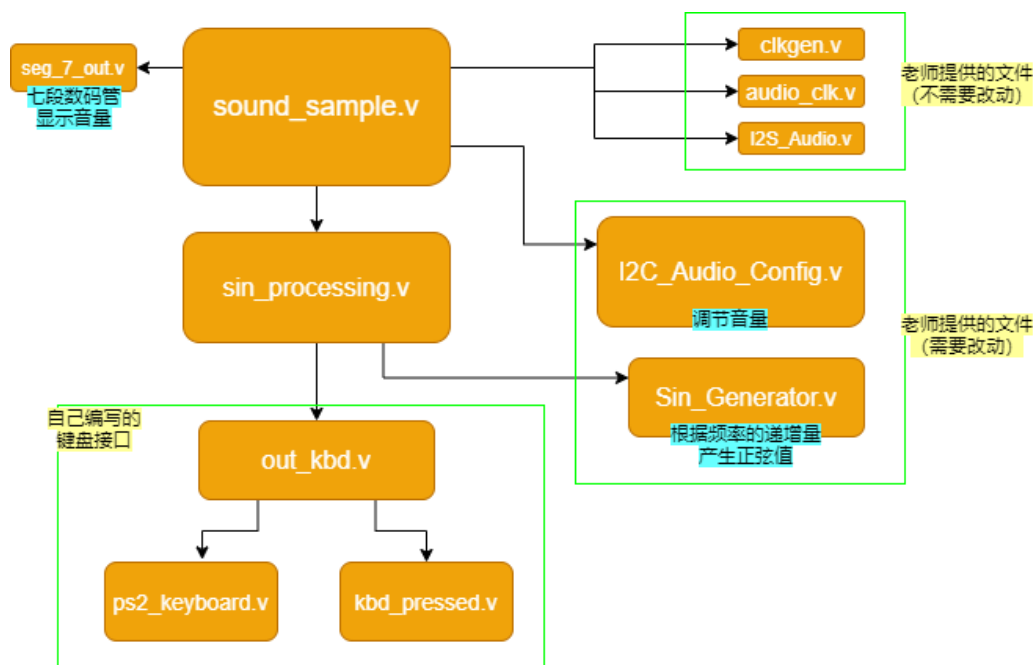 seg_7_out.v
七段数码管
显示音量
sound_sample.v
clkgen.v
audio_clk.v
I2S_Audio.v
老师提供的文件
（不需要改动）
sin_processing.v
I2C_Audio_Config.v
调节音量
Sin_Generator.v
根据频率的递增量
产生正弦值
老师提供的文件
（需要改动）
自己编写的
键盘接口
out_kbd.v
ps2_keyboard.v
kbd_pressed.v